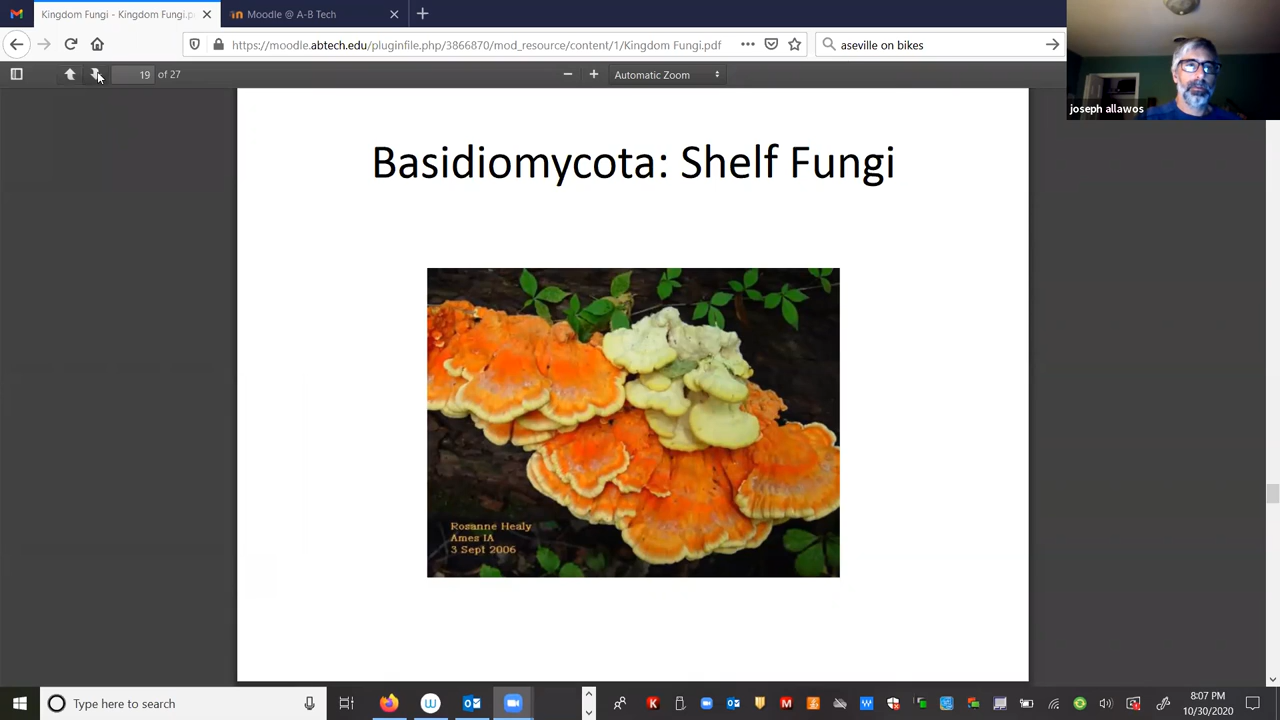 Kingdom Fungi - Kingdom Fungi.p
Moodle @ A-B Tech
https://moodle.abtech.edu/pluginfile.php/3866870/mod_resource/content/1/Kingdom Fungi.pdf
aseville on bikes
19 of 27
Automatic Zoom
joseph allawos
Basidiomycota: Shelf Fungi
Rosanne Healy
Ames IA
3 Sept 2006
Type here to search
8:07 PM
10/30/2020